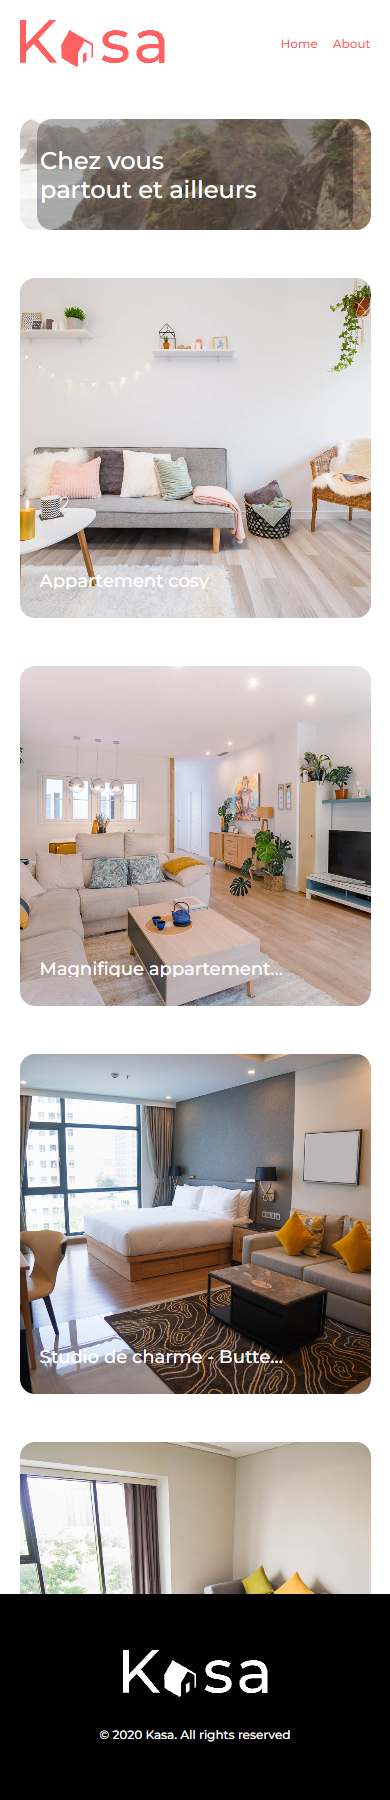 Kasa
Home About
Chez vous
partout et ailleurs
Appartement cosy
Magnifique appartement...
Studio de charme - Butte...
Kasa
© 2020 Kasa. All rights reserved